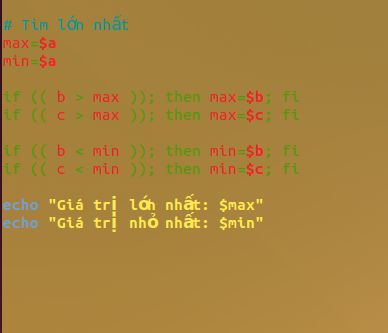 # Tìm lớn nhất
max=$a
min=$a
if (( b > max )); then max=$b; fi
if (( c > max )); then max=$c; fi
if (( b < min )); then min=$b; fi
if (( c < min )); then min=$c; fi
echo "Giá trị lớn nhất: $max"
echo "Giá trị nhỏ nhất: $min"